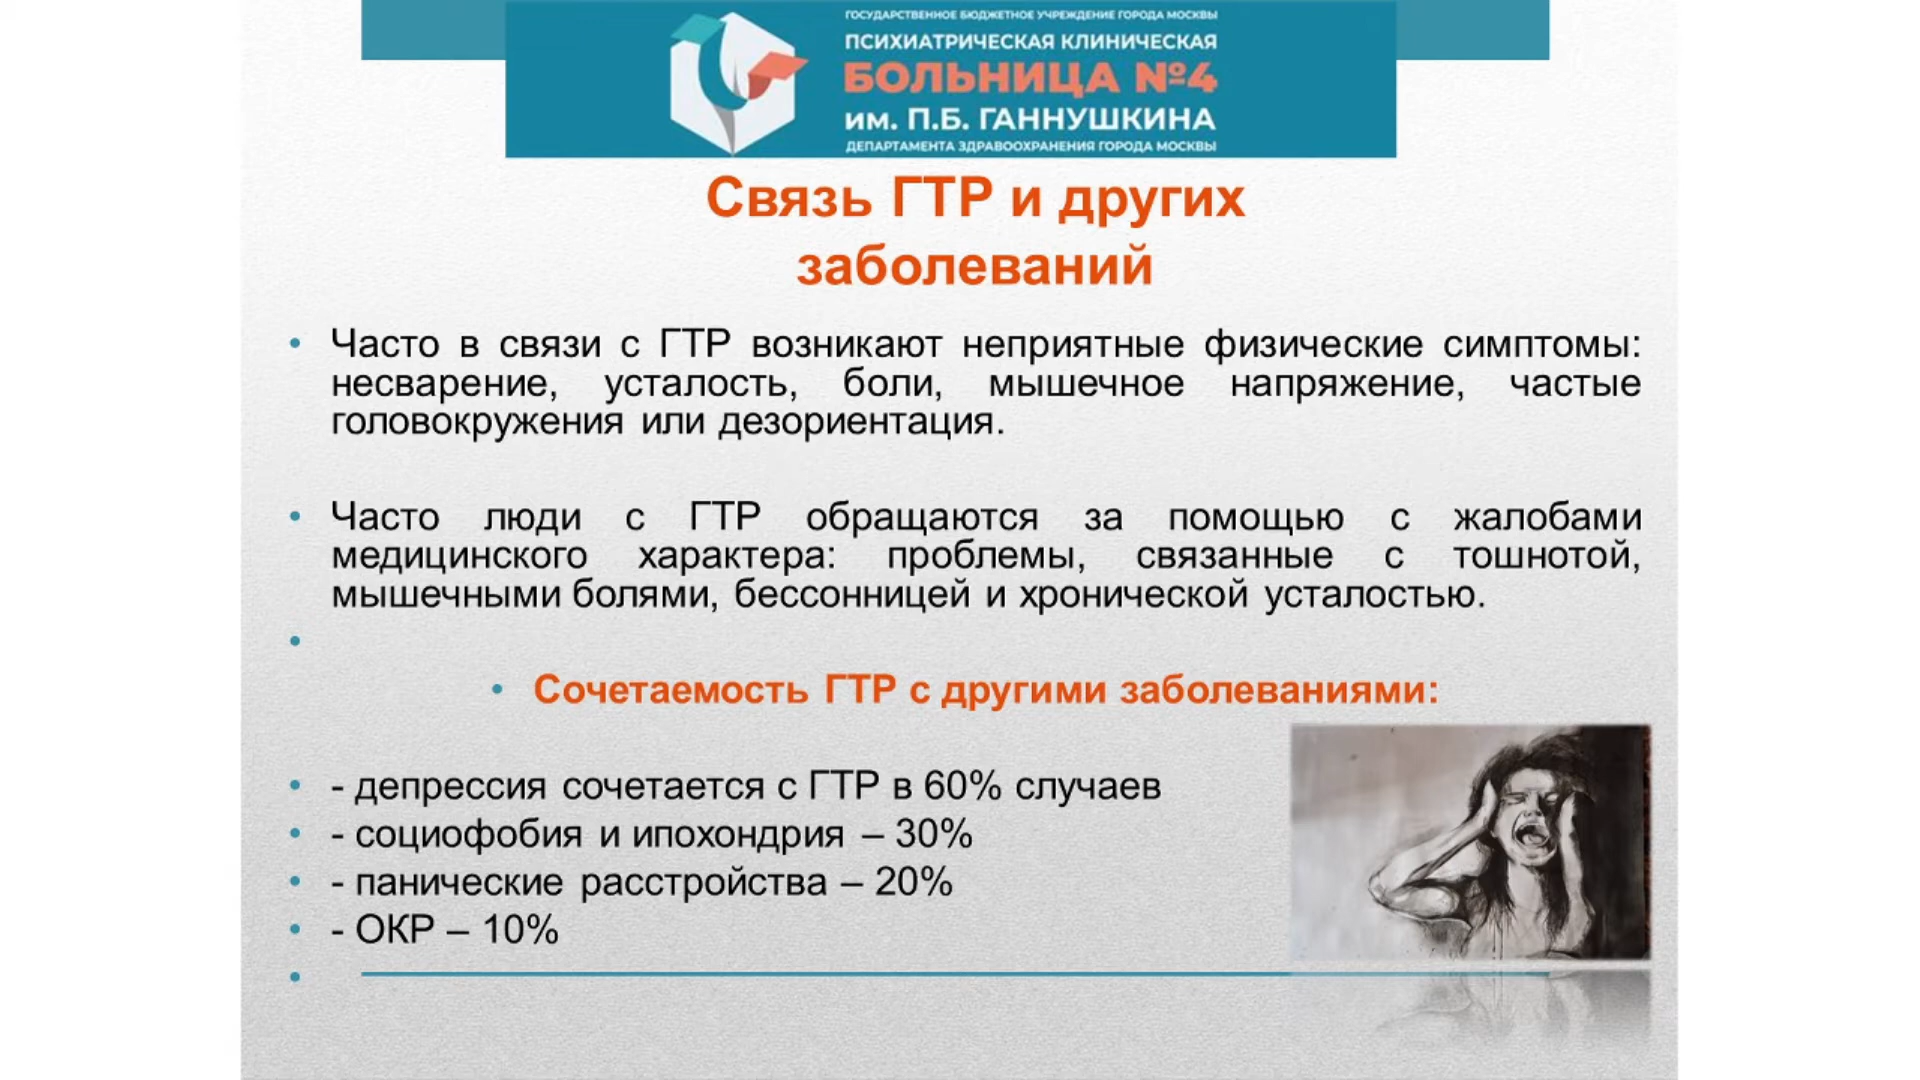 ГОСУДАРСТВЕННОЕ БЮДЖЕТНОЕ УЧРЕЖДЕНИЕ ГОРОДА МОСКВЫ
ПСИХИАТРИЧЕСКАЯ КЛИНИЧЕСКАЯ
БОЛЬНИЦА №4
им. П.Б. ГАННУШКИНА
ДЕПАРТАМЕНТА ЗДРАВООХРАНЕНИЯ ГОРОДА МОСКВЫ
Связь ГТР и других
заболеваний
• Часто в связи с ГТР возникают неприятные физические симптомы:
несварение, усталость, боли, мышечное напряжение, частые
головокружения или дезориентация.
• Часто люди с ГТР обращаются за помощью с жалобами
медицинского характера: проблемы, связанные с тошнотой,
мышечными болями, бессонницей и хронической усталостью.
•
• Сочетаемость ГТР с другими заболеваниями:
• - депрессия сочетается с ГТР в 60% случаев
• - социофобия и ипохондрия – 30%
• - панические расстройства – 20%
• - ОКР – 10%
•